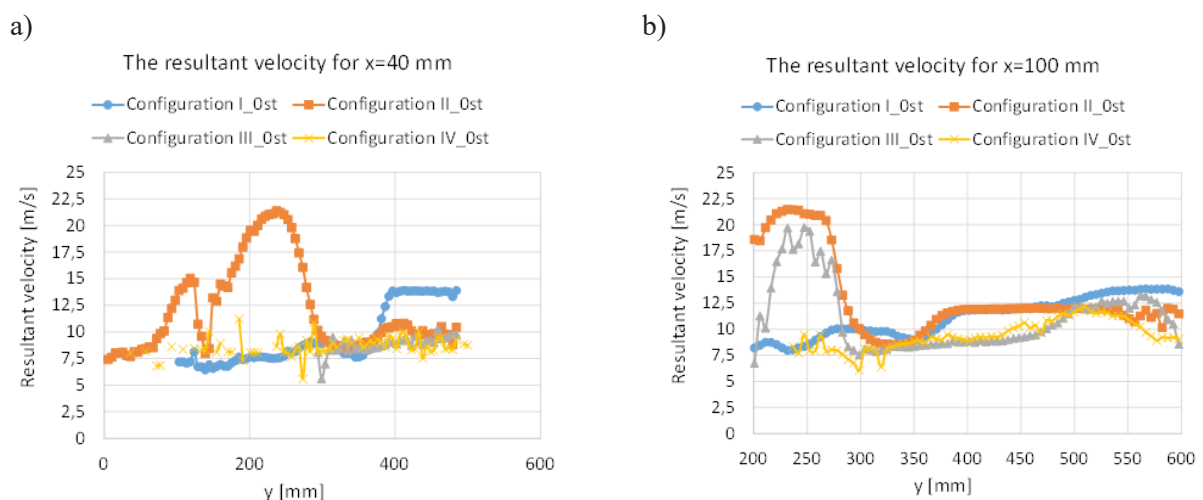 a)
The resultant velocity for x=40 mm
Configuration I_0st Configuration II_0st
Configuration III_0st Configuration IV_0st
Resultant velocity [m/s]
25
22,5
20
17,5
15
12,5
10
7,5
5
2,5
0
0 200 400 600
y [mm]
b)
The resultant velocity for x=100 mm
Configuration I_0st Configuration II_0st
Configuration III_0st Configuration IV_0st
Resultant velocity [m/s]
25
22,5
20
17,5
15
12,5
10
7,5
5
2,5
0
200 250 300 350 400 450 500 550 600
y [mm]